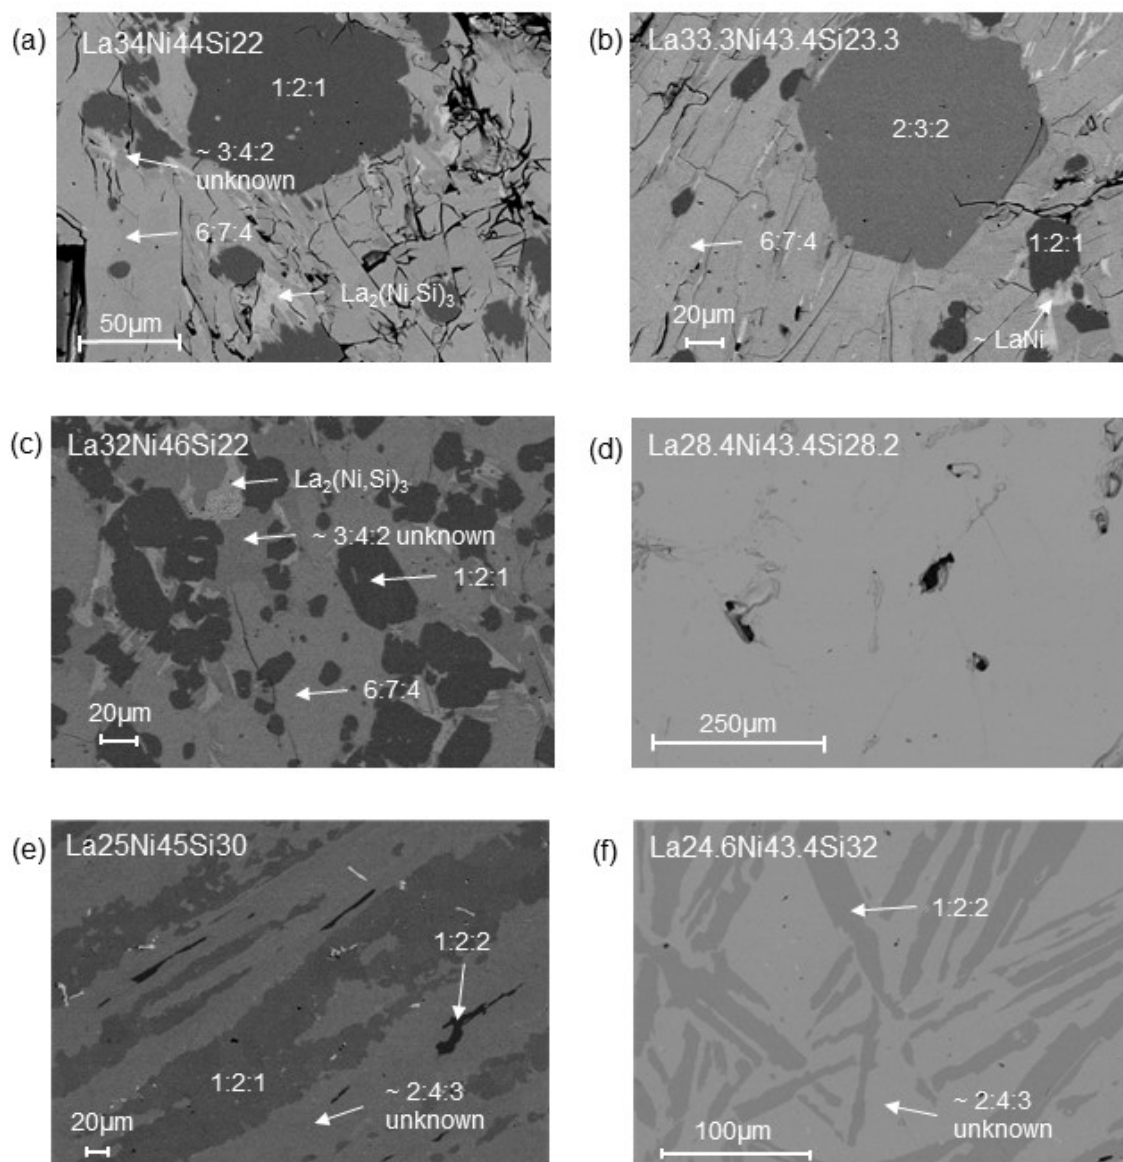 (a)
La34Ni44Si22
1:2:1
~ 3:4:2
unknown
6:7:4
La2(Ni,Si)3
50µm
(b)
La33.3Ni43.4Si23.3
2:3:2
6:7:4
1:2:1
20µm
~ LaNi
(c)
La32Ni46Si22
La2(Ni,Si)3
~ 3:4:2 unknown
1:2:1
6:7:4
20µm
(d)
La28.4Ni43.4Si28.2
250µm
(e)
La25Ni45Si30
1:2:2
1:2:1
~ 2:4:3
unknown
20µm
(f)
La24.6Ni43.4Si32
1:2:2
~ 2:4:3
unknown
100µm